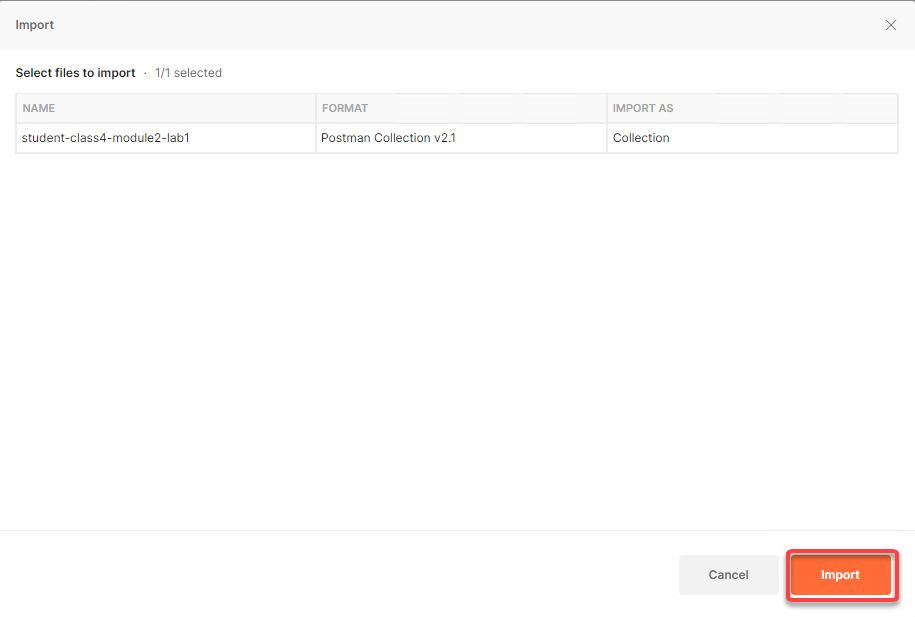 Import
Select files to import · 1/1 selected
NAME FORMAT IMPORT AS
student-class4-module2-lab1 Postman Collection v2.1 Collection
Cancel Import